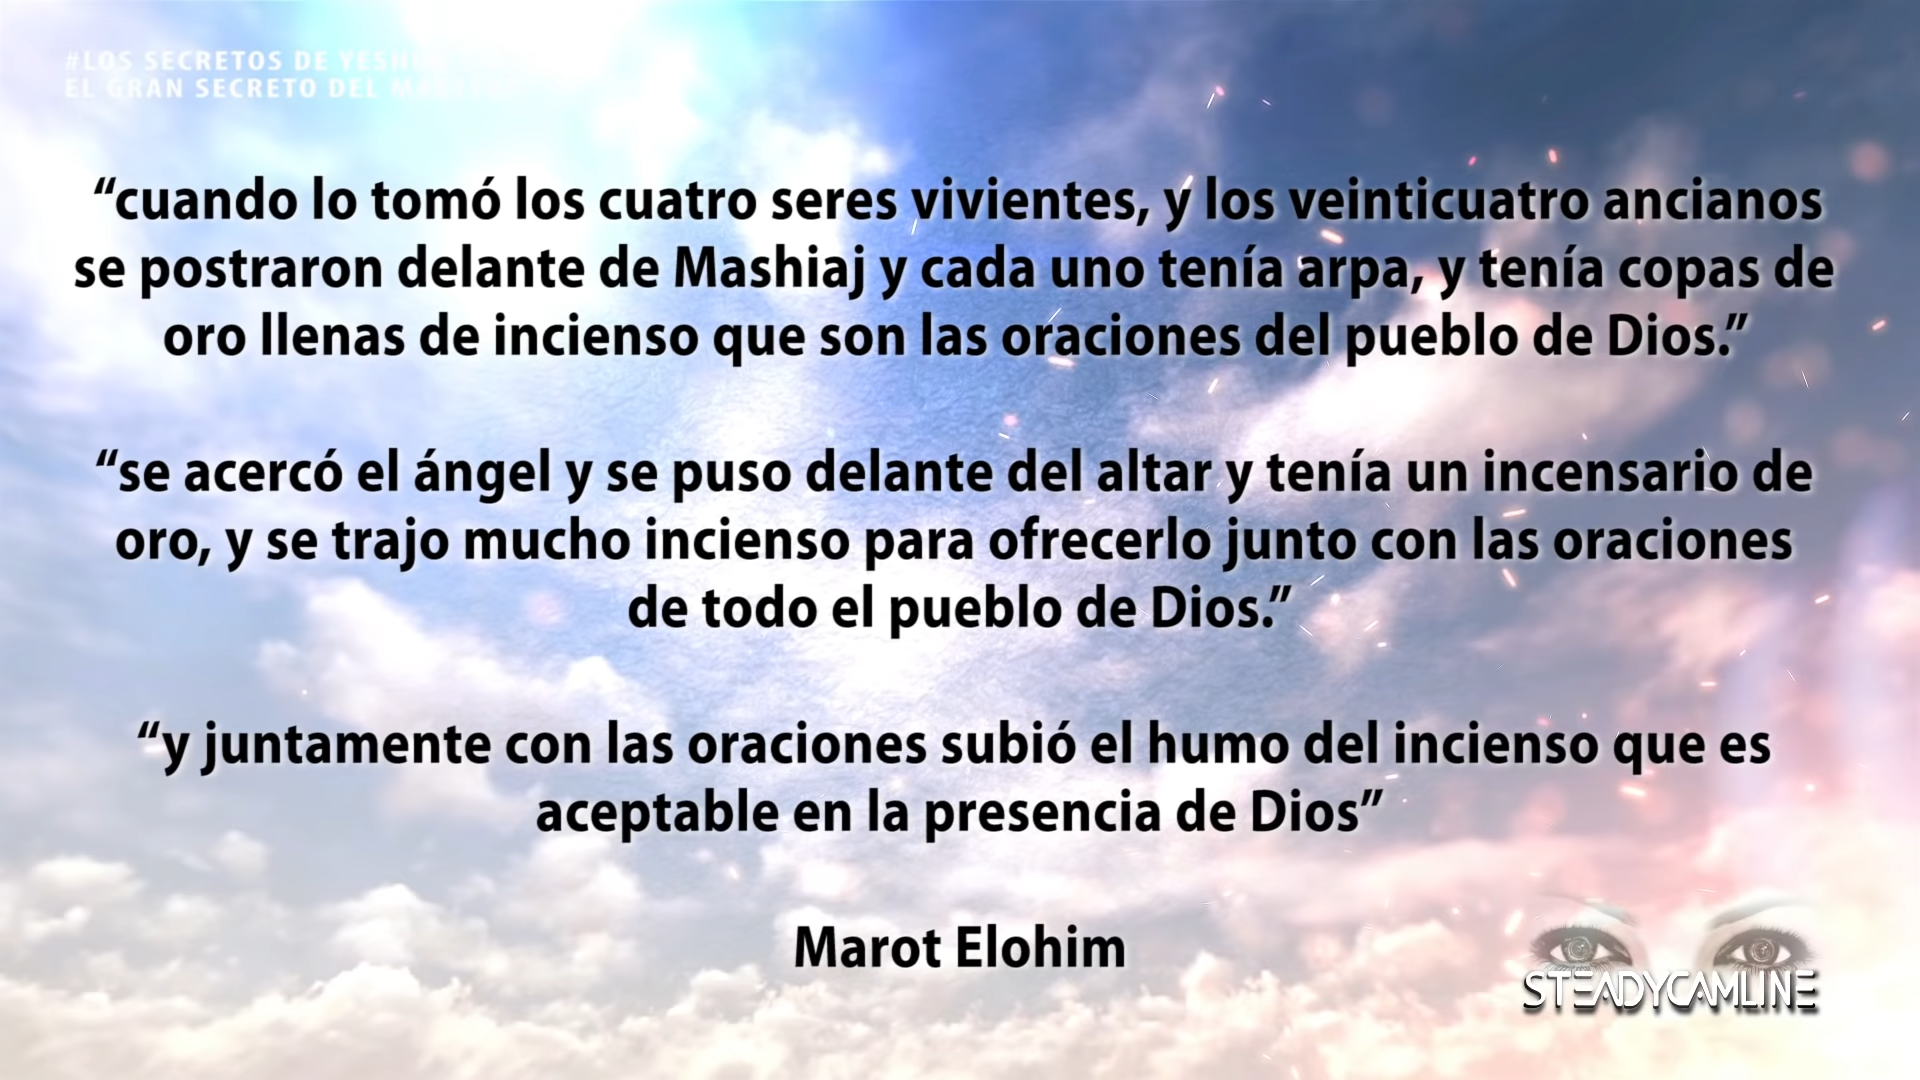 #LOS SECRETOS DE
EL GRAN SECRETO DEL
“cuando lo tomó los cuatro seres vivientes, y los veinticuatro ancianos
se postraron delante de Mashiaj y cada uno tenía arpa, y tenía copas de
oro llenas de incienso que son las oraciones del pueblo de Dios.”
“se acercó el ángel y se puso delante del altar y tenía un incensario de
oro, y se trajo mucho incienso para ofrecerlo junto con las oraciones
de todo el pueblo de Dios.”
“y juntamente con las oraciones subió el humo del incienso que es
aceptable en la presencia de Dios”
Marot Elohim
STEADYCAMLINE